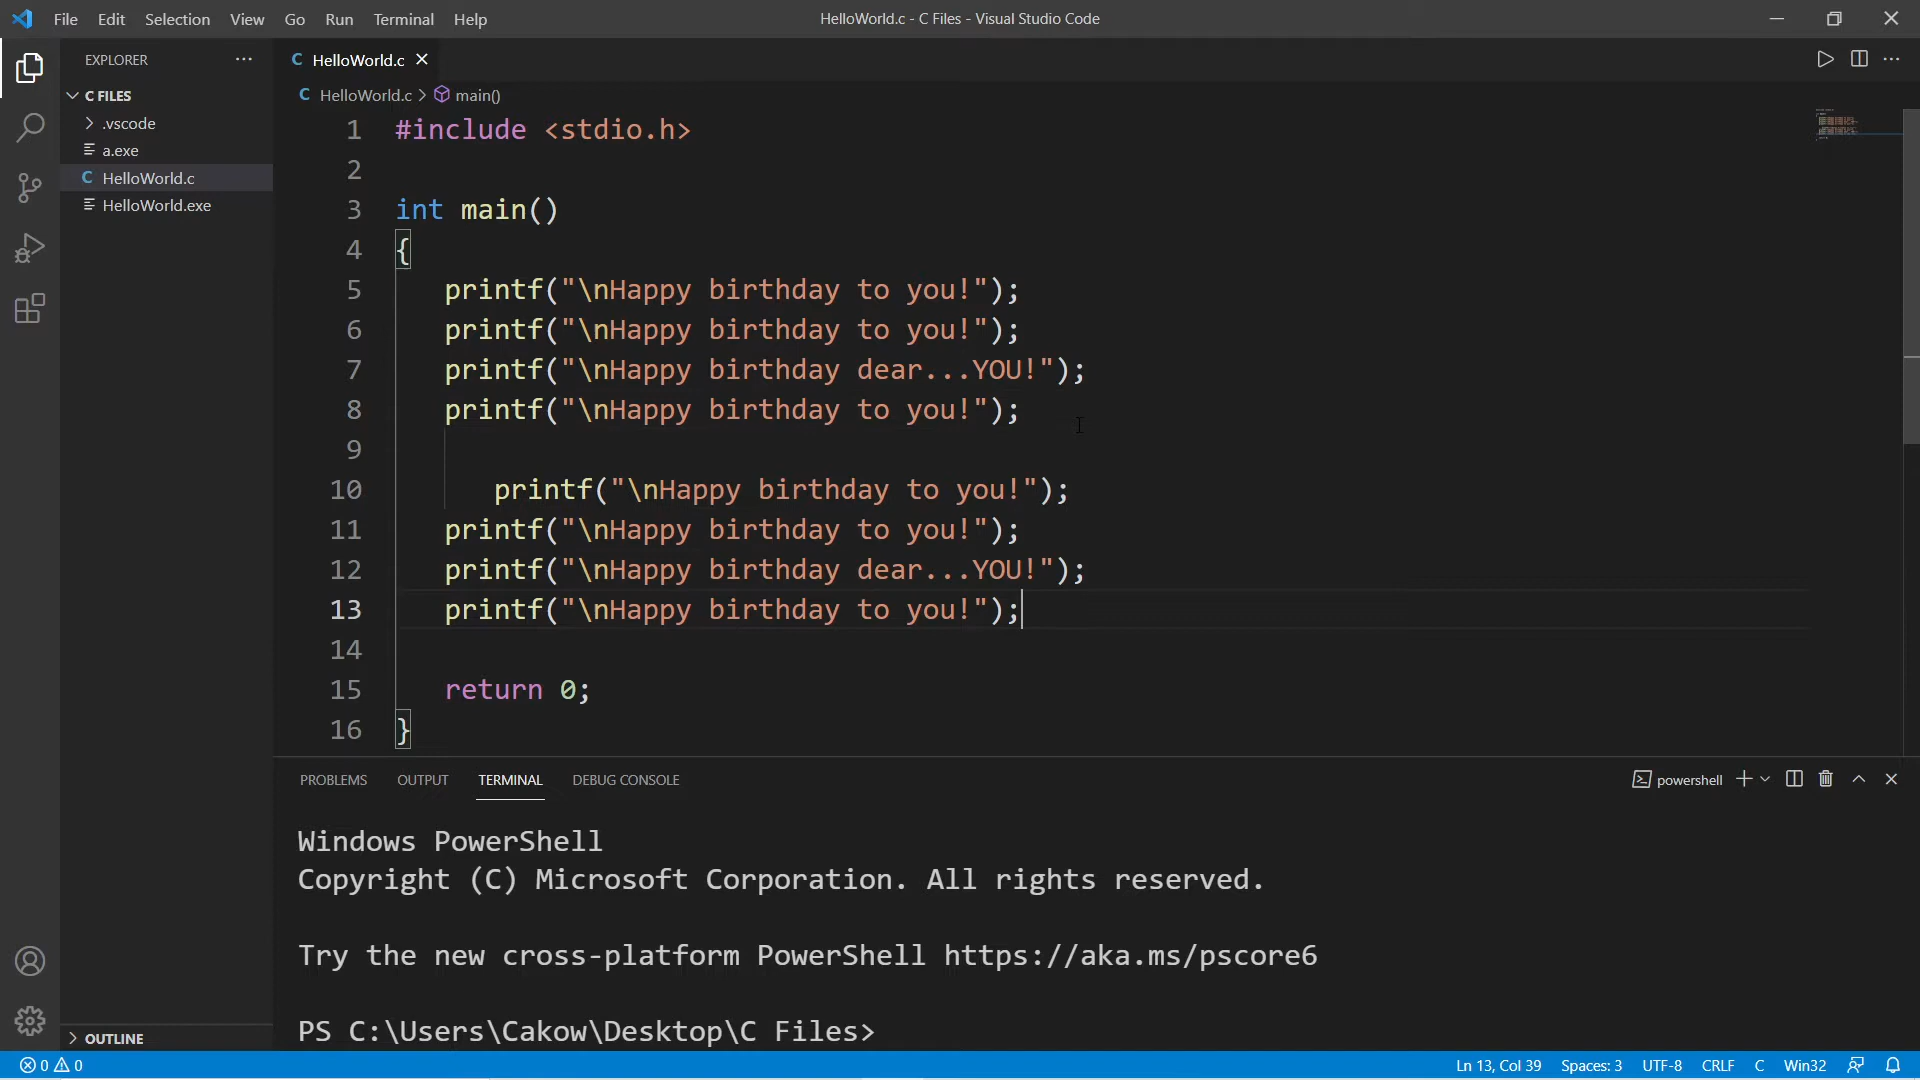 File Edit Selection View Go Run Terminal Help HelloWorld.c - C Files - Visual Studio Code
EXPLORER
C FILES
.vscode
a.exe
C HelloWorld.c
HelloWorld.exe
OUTLINE
C HelloWorld.c
C HelloWorld.c > main()
1 #include <stdio.h>
2
3 int main()
4 {
5 printf("\nHappy birthday to you!");
6 printf("\nHappy birthday to you!");
7 printf("\nHappy birthday dear...YOU!");
8 printf("\nHappy birthday to you!");
9
10 printf("\nHappy birthday to you!");
11 printf("\nHappy birthday to you!");
12 printf("\nHappy birthday dear...YOU!");
13 printf("\nHappy birthday to you!");
14
15 return 0;
16 }
PROBLEMS OUTPUT TERMINAL DEBUG CONSOLE powershell
Windows PowerShell
Copyright (C) Microsoft Corporation. All rights reserved.
Try the new cross-platform PowerShell https://aka.ms/pscore6
PS C:\Users\Cakow\Desktop\C Files>
0 0 Ln 13, Col 39 Spaces: 3 UTF-8 CRLF C Win32